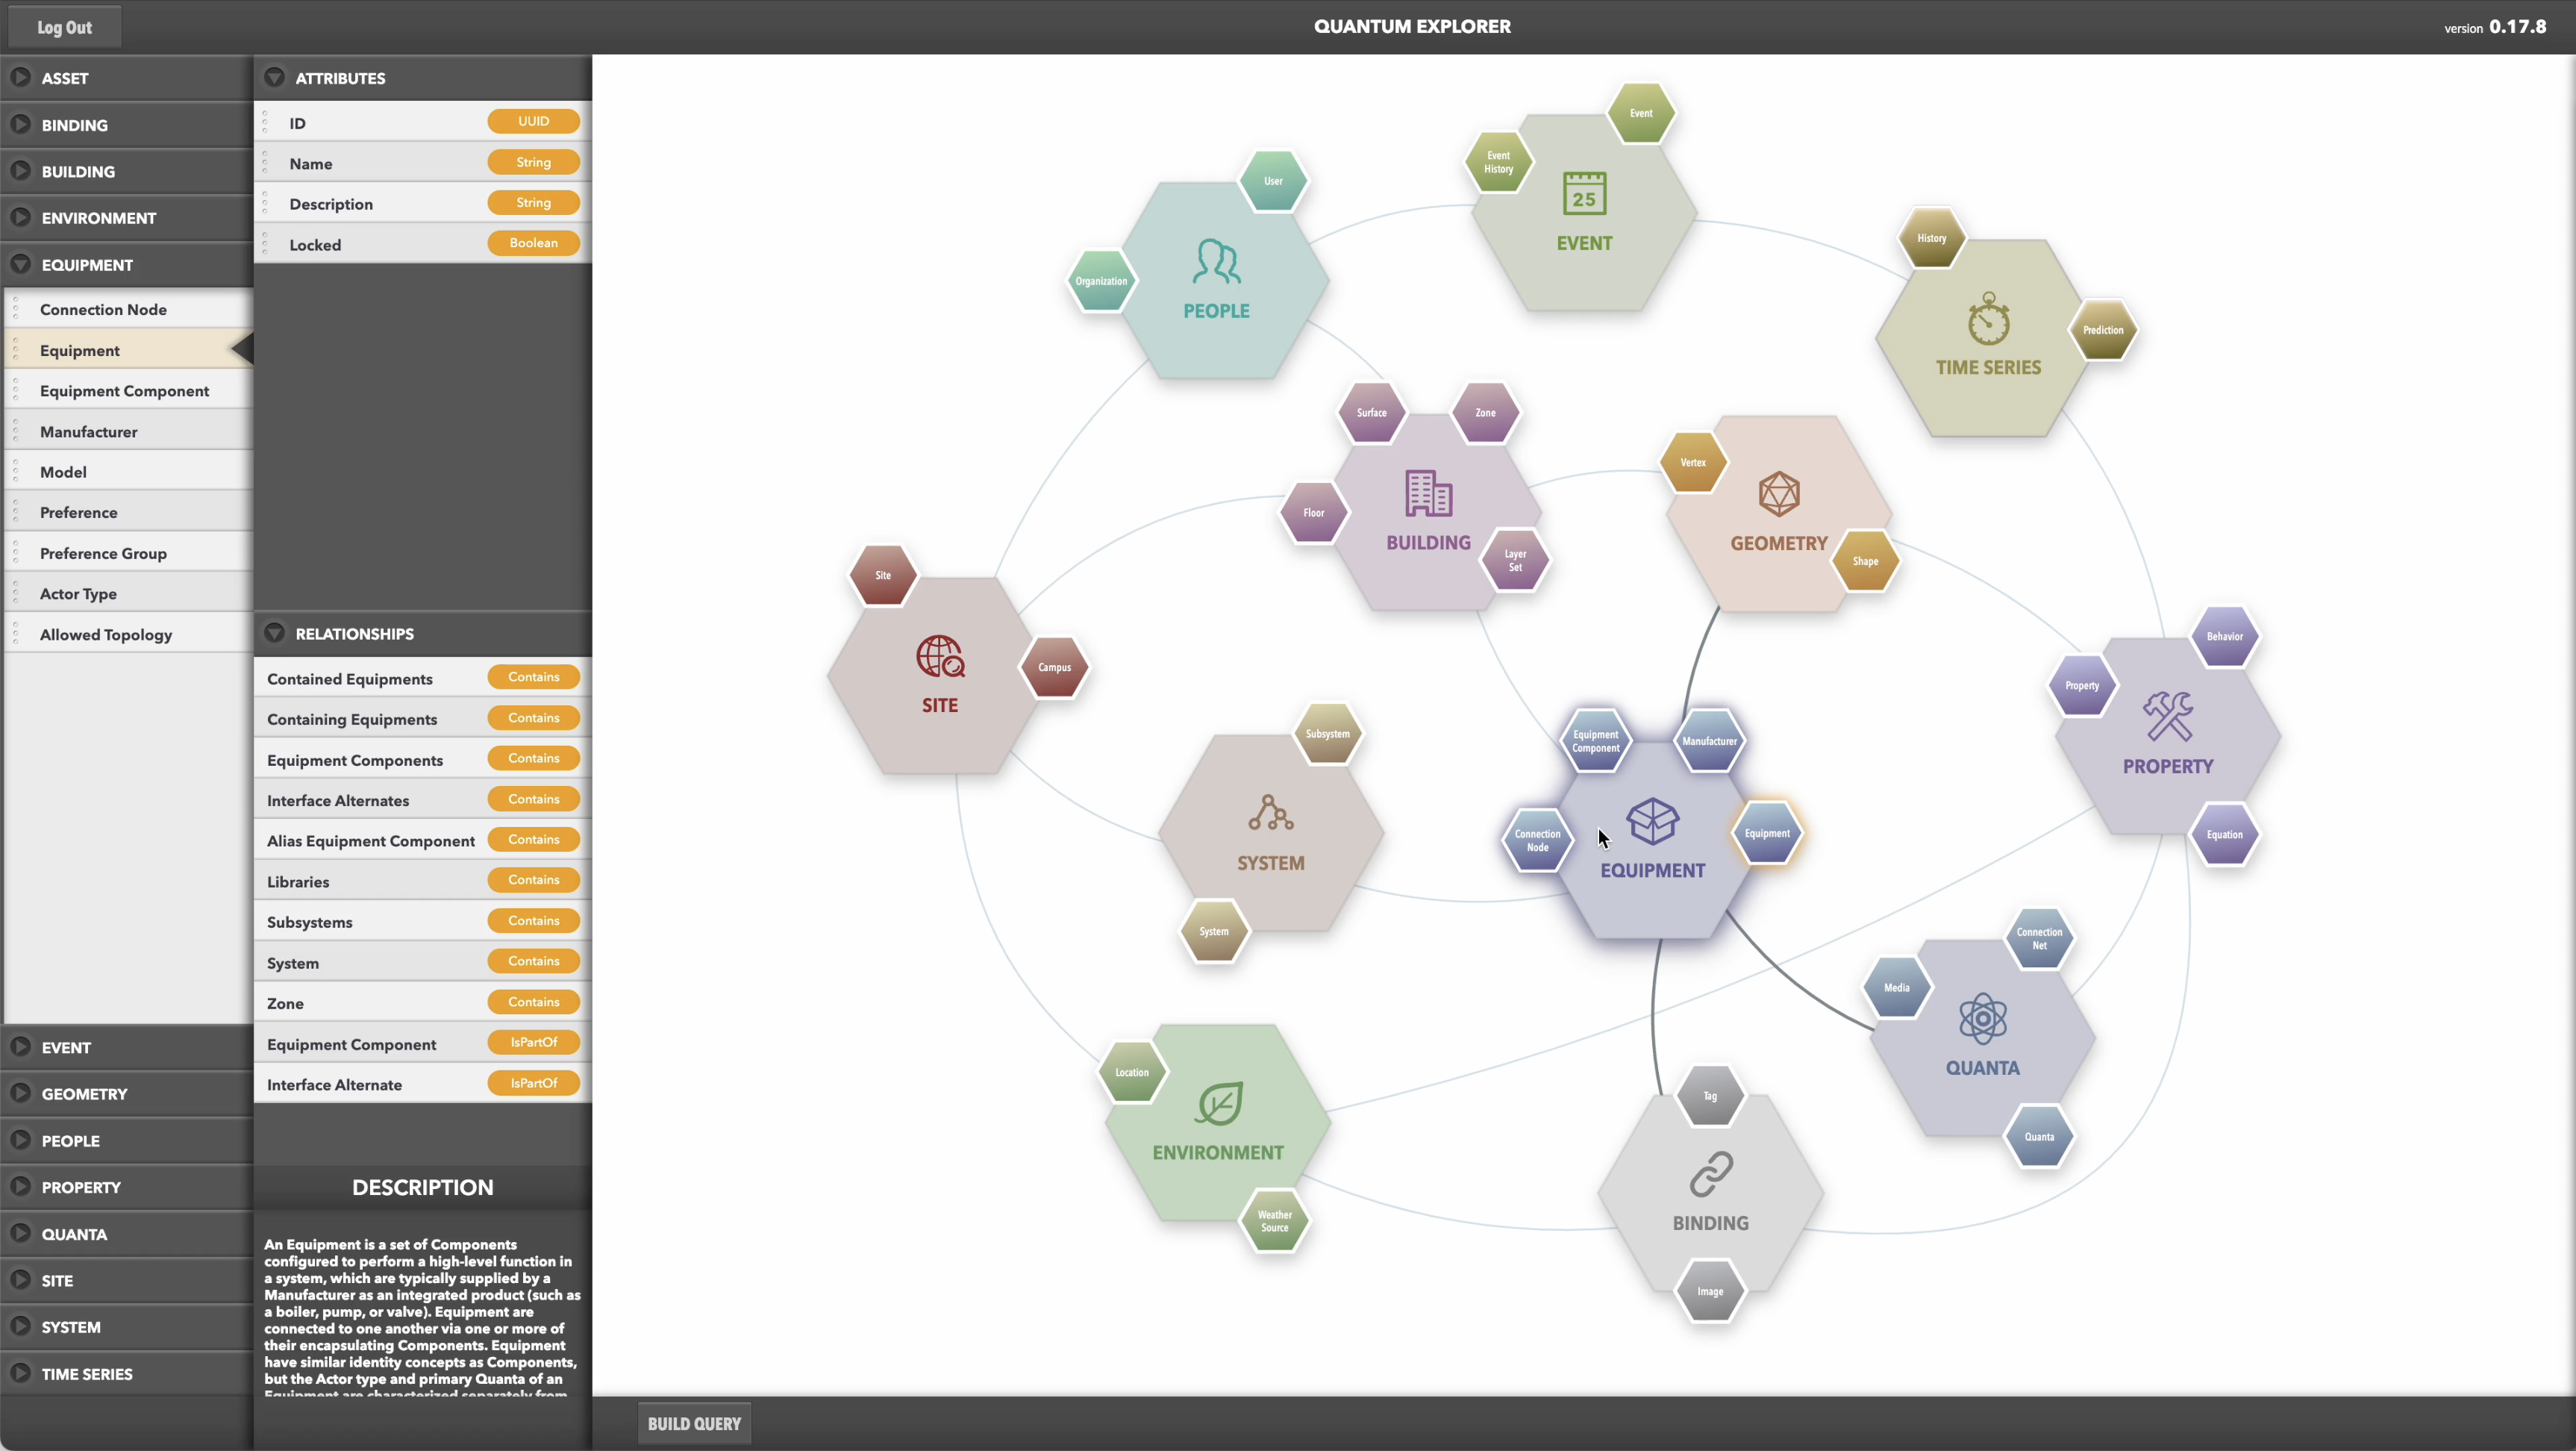 Log Out
QUANTUM EXPLORER
version 0.17.8
ASSET
BINDING
BUILDING
ENVIRONMENT
EQUIPMENT
Connection Node
Equipment
Equipment Component
Manufacturer
Model
Preference
Preference Group
Actor Type
Allowed Topology
EVENT
GEOMETRY
PEOPLE
PROPERTY
QUANTA
SITE
SYSTEM
TIME SERIES
ATTRIBUTES
ID UUID
Name String
Description String
Locked Boolean
RELATIONSHIPS
Contained Equipments Contains
Containing Equipments Contains
Equipment Components Contains
Interface Alternates Contains
Alias Equipment Component Contains
Libraries Contains
Subsystems Contains
System Contains
Zone Contains
Equipment Component IsPartOf
Interface Alternate IsPartOf
DESCRIPTION
An Equipment is a set of Components
configured to perform a high-level function in
a system, which are typically supplied by a
Manufacturer as an integrated product (such as
a boiler, pump, or valve). Equipment are
connected to one another via one or more of
their encapsulating Components. Equipment
have similar identity concepts as Components,
but the Actor type and primary Quanta of an
Equipment are characterized separately from
Event
Event
History
25
EVENT
User
Organization
PEOPLE
History
Prediction
TIME SERIES
Surface
Zone
Floor
Layer
Set
BUILDING
Vertex
Shape
GEOMETRY
Site
Campus
SITE
Behavior
Property
Equation
PROPERTY
Subsystem
System
SYSTEM
Equipment
Component
Manufacturer
Connection
Node
Equipment
EQUIPMENT
Connection
Net
Media
Quanta
QUANTA
Location
Weather
Source
ENVIRONMENT
Tag
BINDING
Image
BUILD QUERY